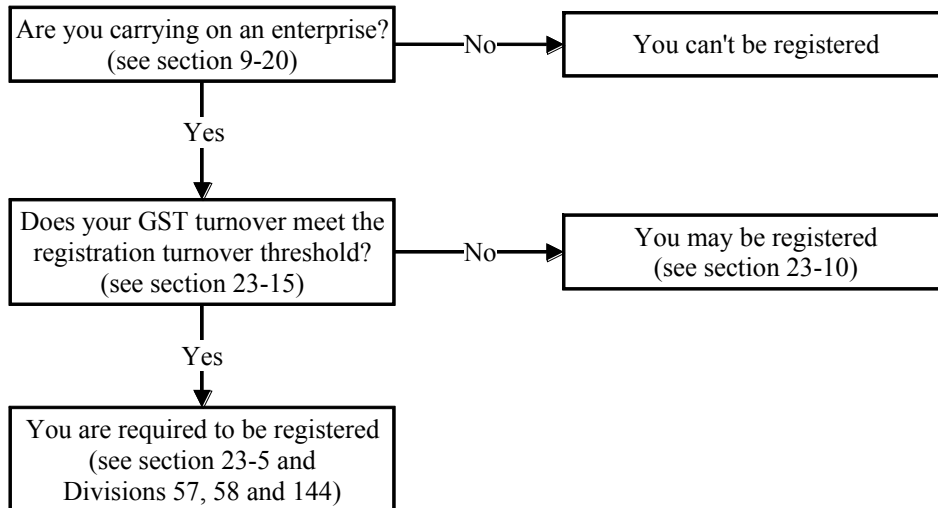 Are you carrying on an enterprise?
(see section 9-20)
No
You can't be registered
Yes
Does your GST turnover meet the
registration turnover threshold?
(see section 23-15)
No
You may be registered
(see section 23-10)
Yes
You are required to be registered
(see section 23-5 and
Divisions 57, 58 and 144)